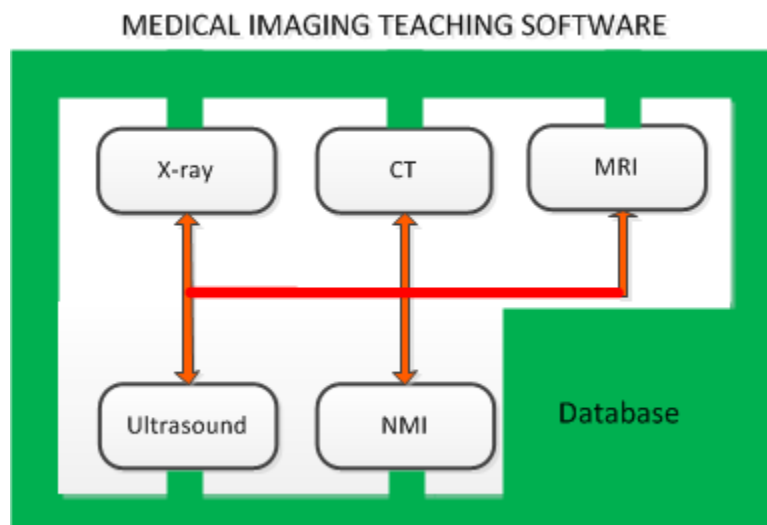 MEDICAL IMAGING TEACHING SOFTWARE
X-ray
CT
MRI
Ultrasound
NMI
Database